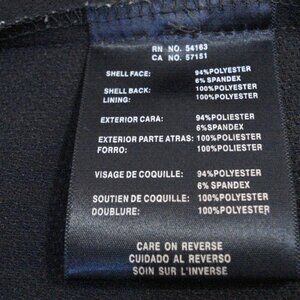 RN NO. 54163
CA NO. 57151
SHELL FACE: 94%POLYESTER
6%SPANDEX
SHELL BACK: 100%POLYESTER
LINING: 100%POLYESTER
EXTERIOR CARA: 94%POLIESTER
6%SPANDEX
EXTERIOR PARTE ATRAS: 100%POLIESTER
FORRO: 100%POLIESTER
VISAGE DE COQUILLE: 94%POLYESTER
6% SPANDEX
SOUTIEN DE COQUILLE: 100%POLYESTER
DOUBLURE: 100%POLYESTER
CARE ON REVERSE
CUIDADO AL REVERSO
SOIN SUR L'INVERSE